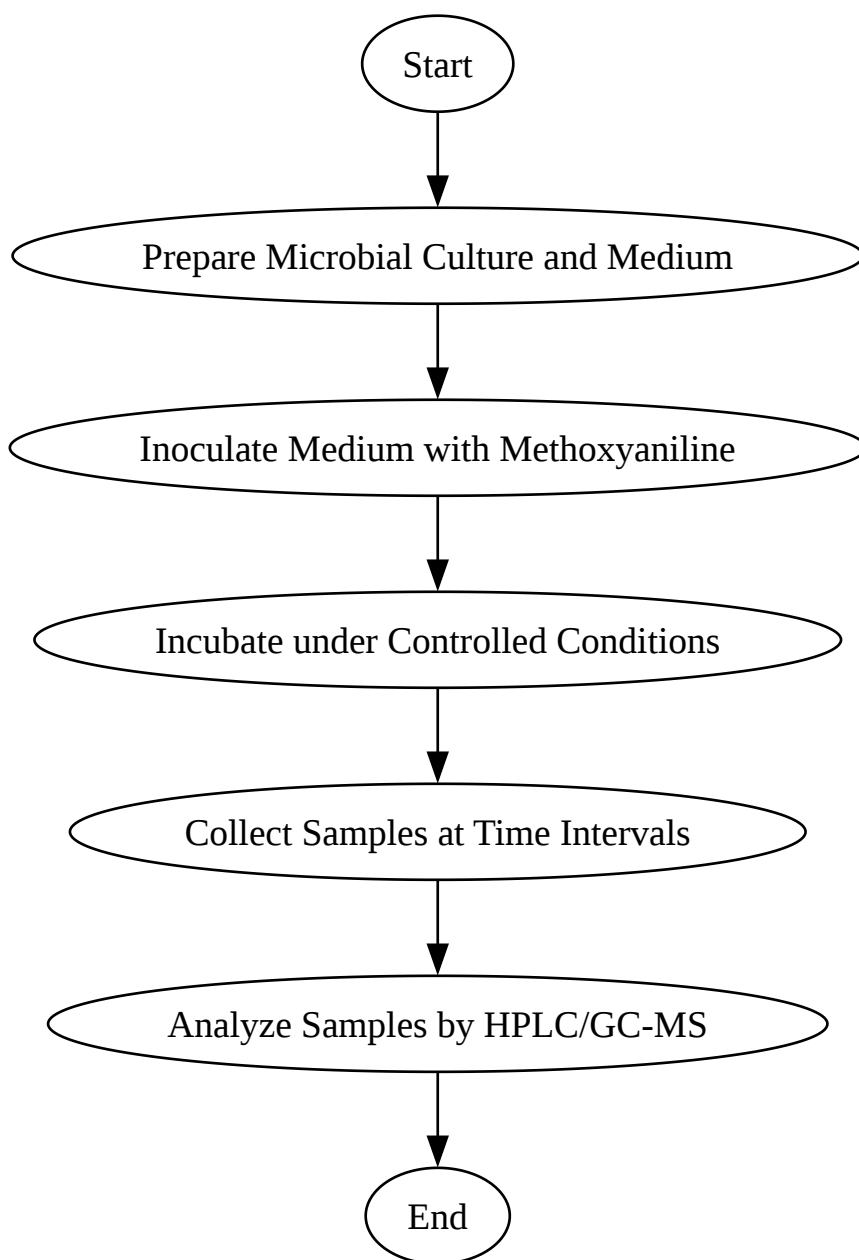 Start
Prepare Microbial Culture and Medium
Inoculate Medium with Methoxyaniline
Incubate under Controlled Conditions
Collect Samples at Time Intervals
Analyze Samples by HPLC/GC-MS
End